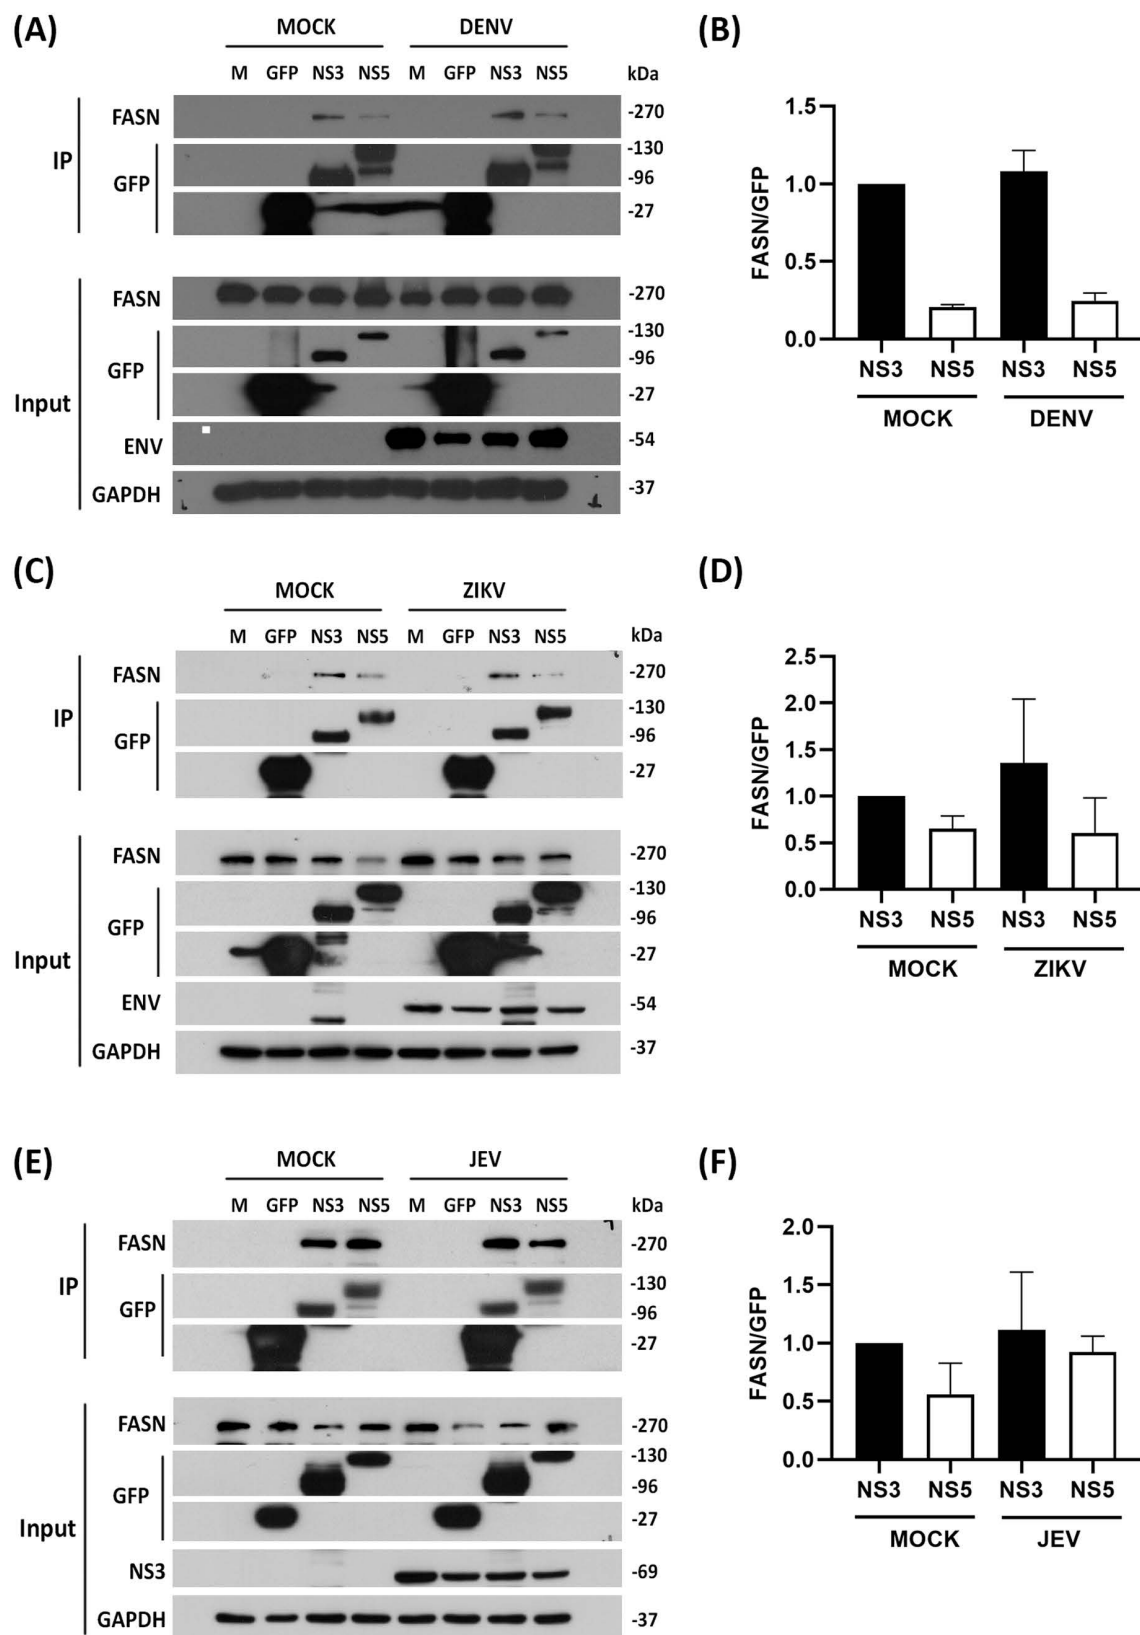 (A)
MOCK DENV
M GFP NS3 NS5 M GFP NS3 NS5 kDa
IP
FASN -270
GFP
-130
-96
-27
Input
FASN -270
GFP
-130
-96
-27
ENV -54
GAPDH -37
(B)
FASN/GFP
1.5
1.0
0.5
0.0
NS3 NS5 NS3 NS5
MOCK DENV
(C)
MOCK ZIKV
M GFP NS3 NS5 M GFP NS3 NS5 kDa
IP
FASN -270
GFP
-130
-96
-27
Input
FASN -270
GFP
-130
-96
-27
ENV -54
GAPDH -37
(D)
FASN/GFP
2.5
2.0
1.5
1.0
0.5
0.0
NS3 NS5 NS3 NS5
MOCK ZIKV
(E)
MOCK JEV
M GFP NS3 NS5 M GFP NS3 NS5 kDa
IP
FASN -270
GFP
-130
-96
-27
Input
FASN -270
GFP
-130
-96
-27
NS3 -69
GAPDH -37
(F)
FASN/GFP
2.0
1.5
1.0
0.5
0.0
NS3 NS5 NS3 NS5
MOCK JEV